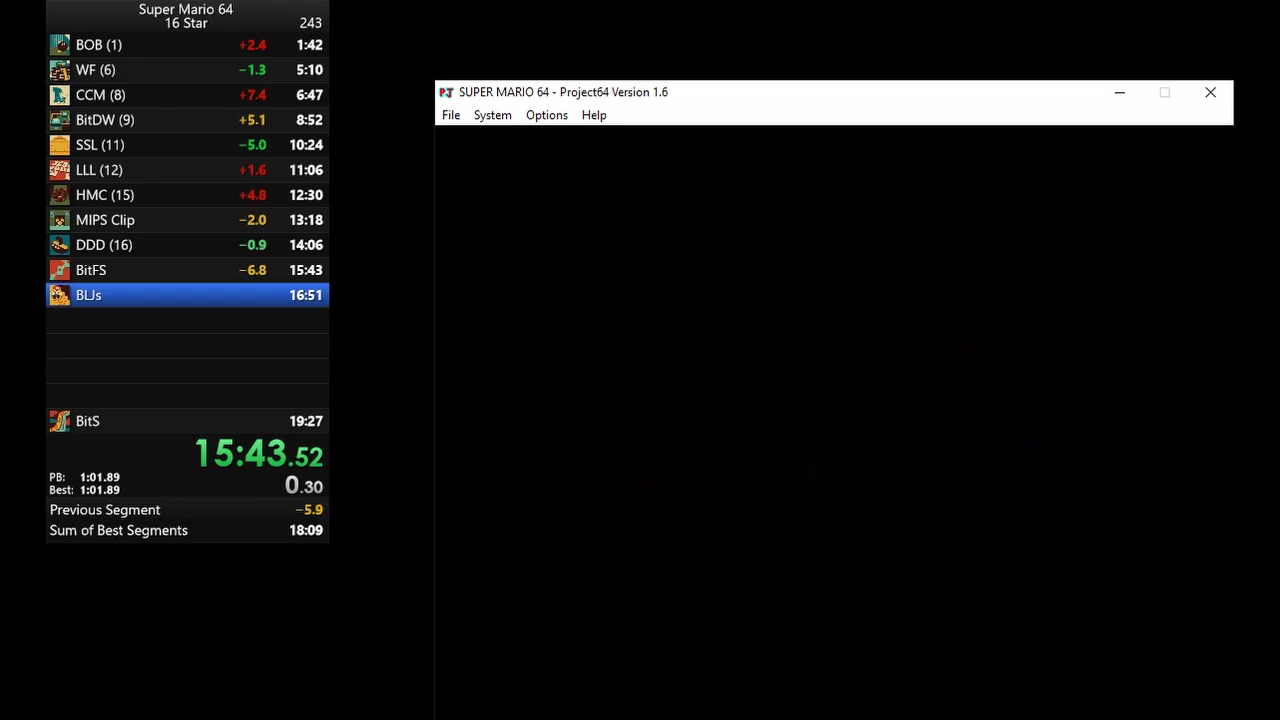 Super Mario 64
16 Star 243
BOB (1) +2.4 1:42
WF (6) −1.3 5:10
CCM (8) +7.4 6:47
BitDW (9) +5.1 8:52
SSL (11) −5.0 10:24
LLL (12) +1.6 11:06
HMC (15) +4.8 12:30
MIPS Clip −2.0 13:18
DDD (16) −0.9 14:06
BitFS −6.8 15:43
BLJs 16:51
BitS 19:27
15:43.52
PB: 1:01.89
Best: 1:01.89
0.30
Previous Segment −5.9
Sum of Best Segments 18:09
SUPER MARIO 64 - Project64 Version 1.6
File System Options Help